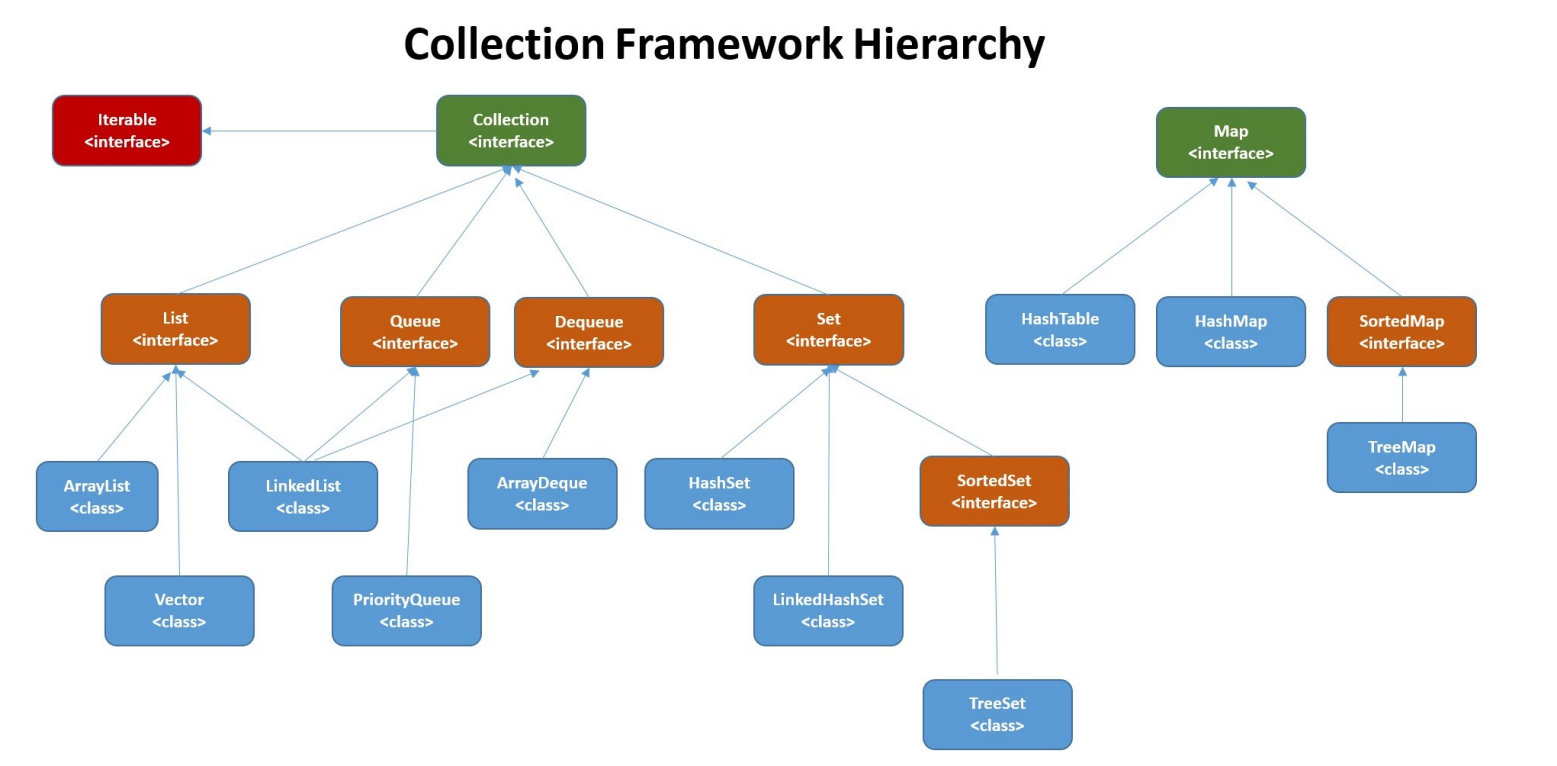 Collection Framework Hierarchy
Iterable
<interface>
Collection
<interface>
Map
<interface>
List
<interface>
Queue
<interface>
Dequeue
<interface>
Set
<interface>
HashTable
<class>
HashMap
<class>
SortedMap
<interface>
ArrayList
<class>
LinkedList
<class>
ArrayDeque
<class>
HashSet
<class>
SortedSet
<interface>
TreeMap
<class>
Vector
<class>
PriorityQueue
<class>
LinkedHashSet
<class>
TreeSet
<class>